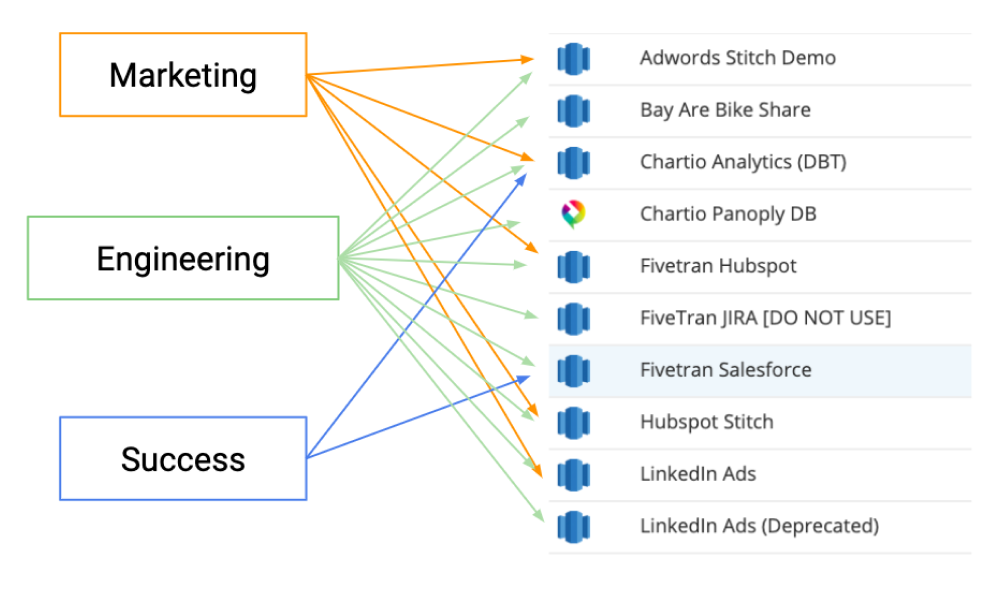 Marketing
Engineering
Success
Adwords Stitch Demo
Bay Are Bike Share
Chartio Analytics (DBT)
Chartio Panoply DB
Fivetran Hubspot
FiveTran JIRA [DO NOT USE]
Fivetran Salesforce
Hubspot Stitch
LinkedIn Ads
LinkedIn Ads (Deprecated)